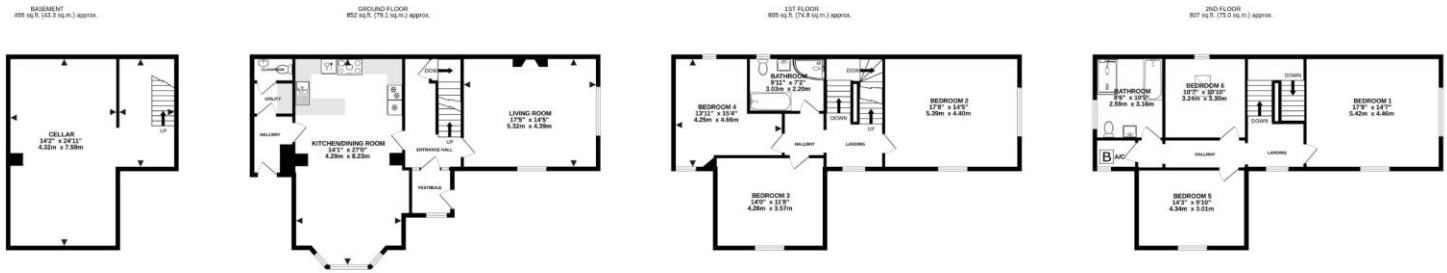 BASEMENT
466 sq.ft. (43.3 sq.m.) approx.
CELLAR
14'2" x 24'11"
4.32m x 7.59m
UP
GROUND FLOOR
852 sq.ft. (79.1 sq.m.) approx.
CLOAKROOM
UTILITY
HALLWAY
KITCHEN/DINING ROOM
14'1" x 27'0"
4.29m x 8.23m
DOWN
UP
ENTRANCE HALL
VESTIBULE
LIVING ROOM
17'5" x 14'5"
5.32m x 4.39m
1ST FLOOR
805 sq.ft. (74.8 sq.m.) approx.
BATHROOM
9'11" x 7'2"
3.03m x 2.20m
BEDROOM 4
13'11" x 15'4"
4.25m x 4.66m
DOWN
DOWN
UP
HALLWAY
LANDING
BEDROOM 2
17'8" x 14'5"
5.39m x 4.40m
BEDROOM 3
14'0" x 11'8"
4.26m x 3.57m
2ND FLOOR
807 sq.ft. (75.0 sq.m.) approx.
BATHROOM
8'6" x 10'5"
2.59m x 3.16m
BEDROOM 6
10'7" x 10'10"
3.24m x 3.30m
DOWN
DOWN
BEDROOM 1
17'9" x 14'7"
5.42m x 4.46m
B
A/C
HALLWAY
LANDING
BEDROOM 5
14'3" x 9'10"
4.34m x 3.01m